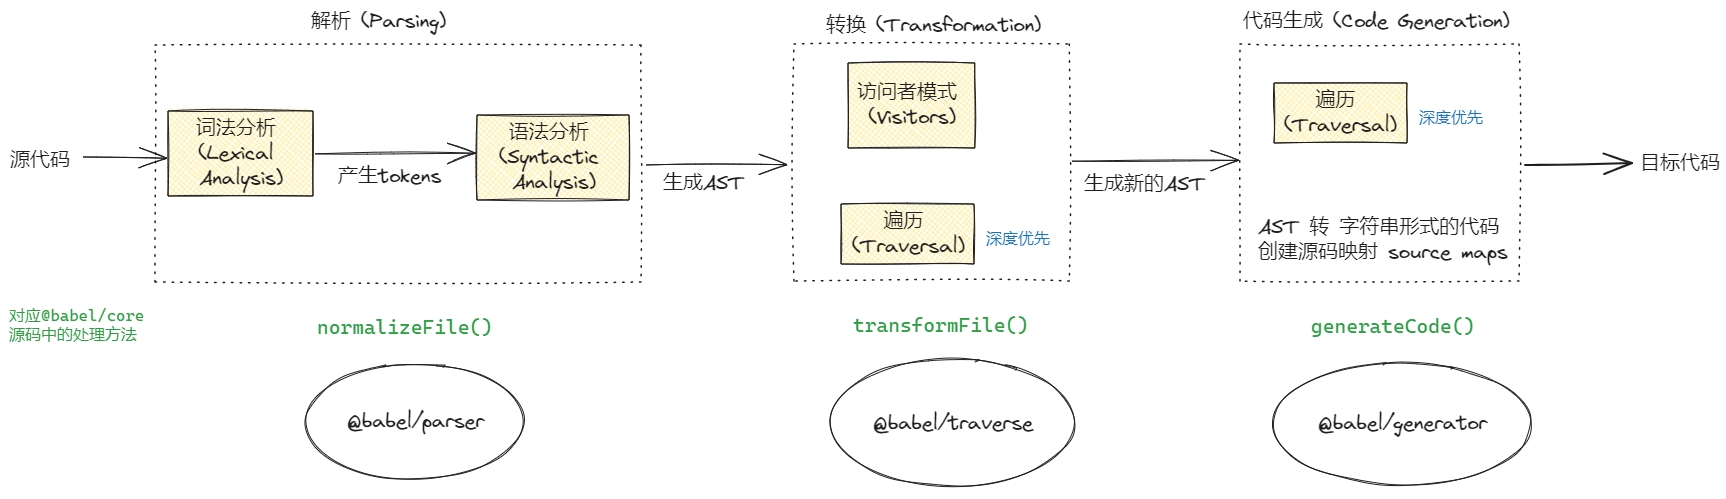 解析（Parsing）
转换（Transformation）
代码生成（Code Generation）
源代码
词法分析
（Lexical
Analysis）
产生tokens
语法分析
（Syntactic
Analysis）
生成AST
访问者模式
（Visitors）
遍历
（Traversal）
深度优先
生成新的AST
遍历
（Traversal）
深度优先
AST 转 字符串形式的代码
创建源码映射 source maps
目标代码
对应@babel/core
源码中的处理方法
normalizeFile()
transformFile()
generateCode()
@babel/parser
@babel/traverse
@babel/generator